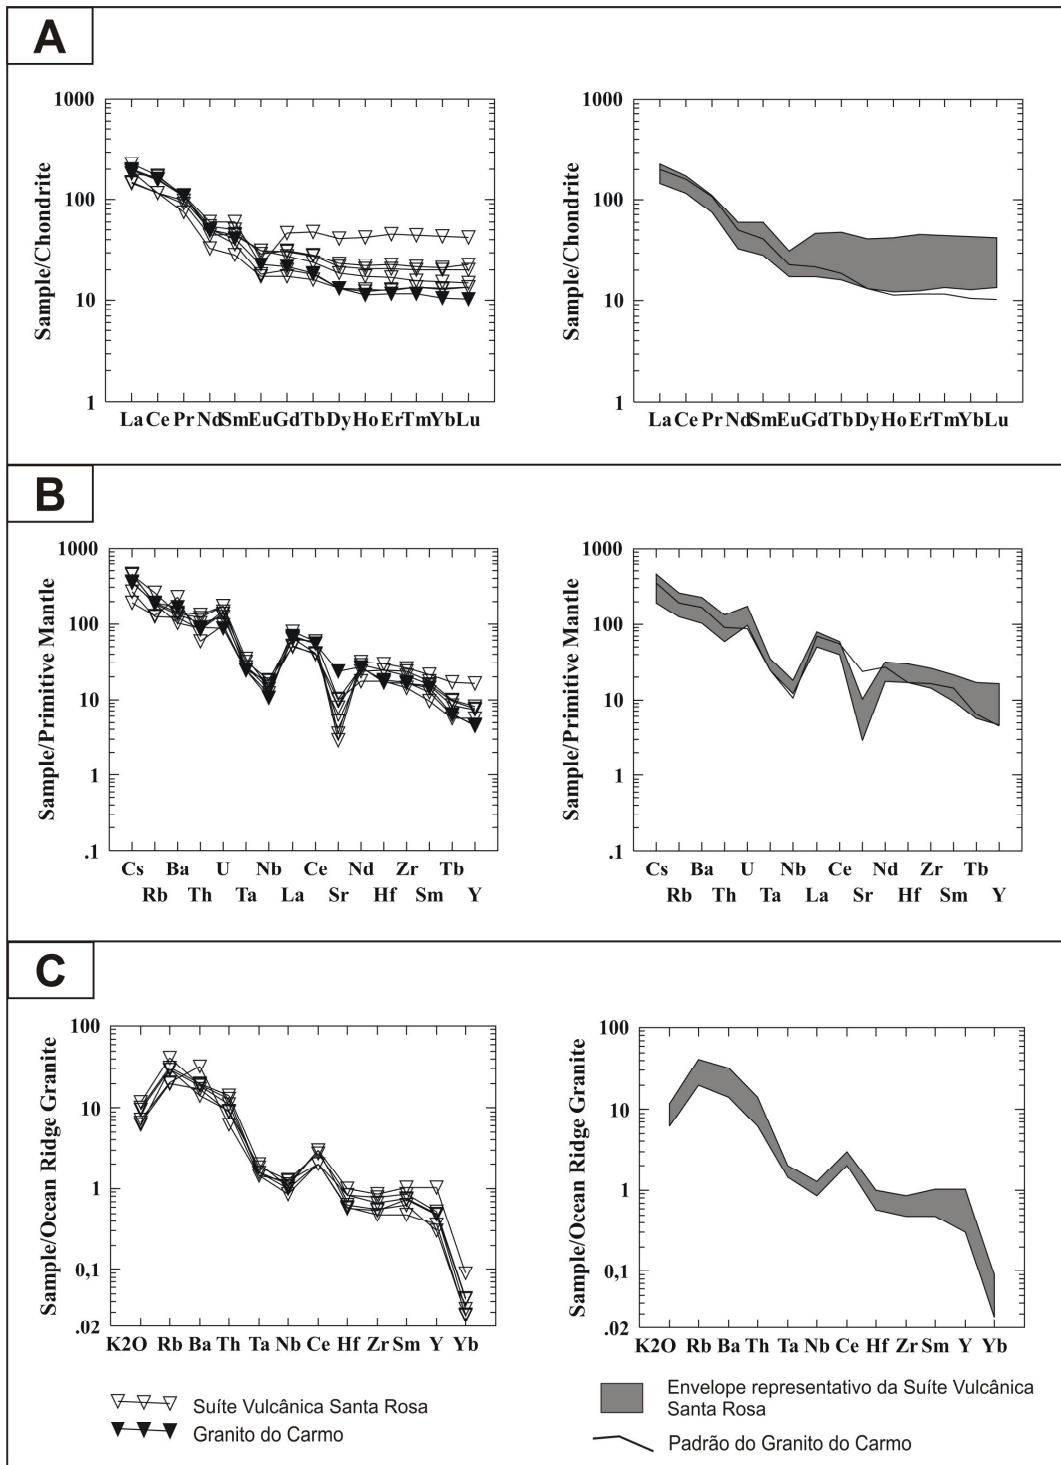 A
Sample/Chondrite
1000
100
10
1
La Ce Pr Nd Sm Eu Gd Tb Dy Ho Er Tm Yb Lu
Sample/Chondrite
1000
100
10
1
La Ce Pr Nd Sm Eu Gd Tb Dy Ho Er Tm Yb Lu
B
Sample/Primitive Mantle
1000
100
10
1
.1
Cs Ba U Nb Ce Nd Zr Tb
Rb Th Ta La Sr Hf Sm Y
Sample/Primitive Mantle
1000
100
10
1
.1
Cs Ba U Nb Ce Nd Zr Tb
Rb Th Ta La Sr Hf Sm Y
C
Sample/Ocean Ridge Granite
100
10
1
0,1
.02
K2O Rb Ba Th Ta Nb Ce Hf Zr Sm Y Yb
Sample/Ocean Ridge Granite
100
10
1
0,1
.02
K2O Rb Ba Th Ta Nb Ce Hf Zr Sm Y Yb
Suíte Vulcânica Santa Rosa
Granito do Carmo
Envelope representativo da Suíte Vulcânica
Santa Rosa
Padrão do Granito do Carmo